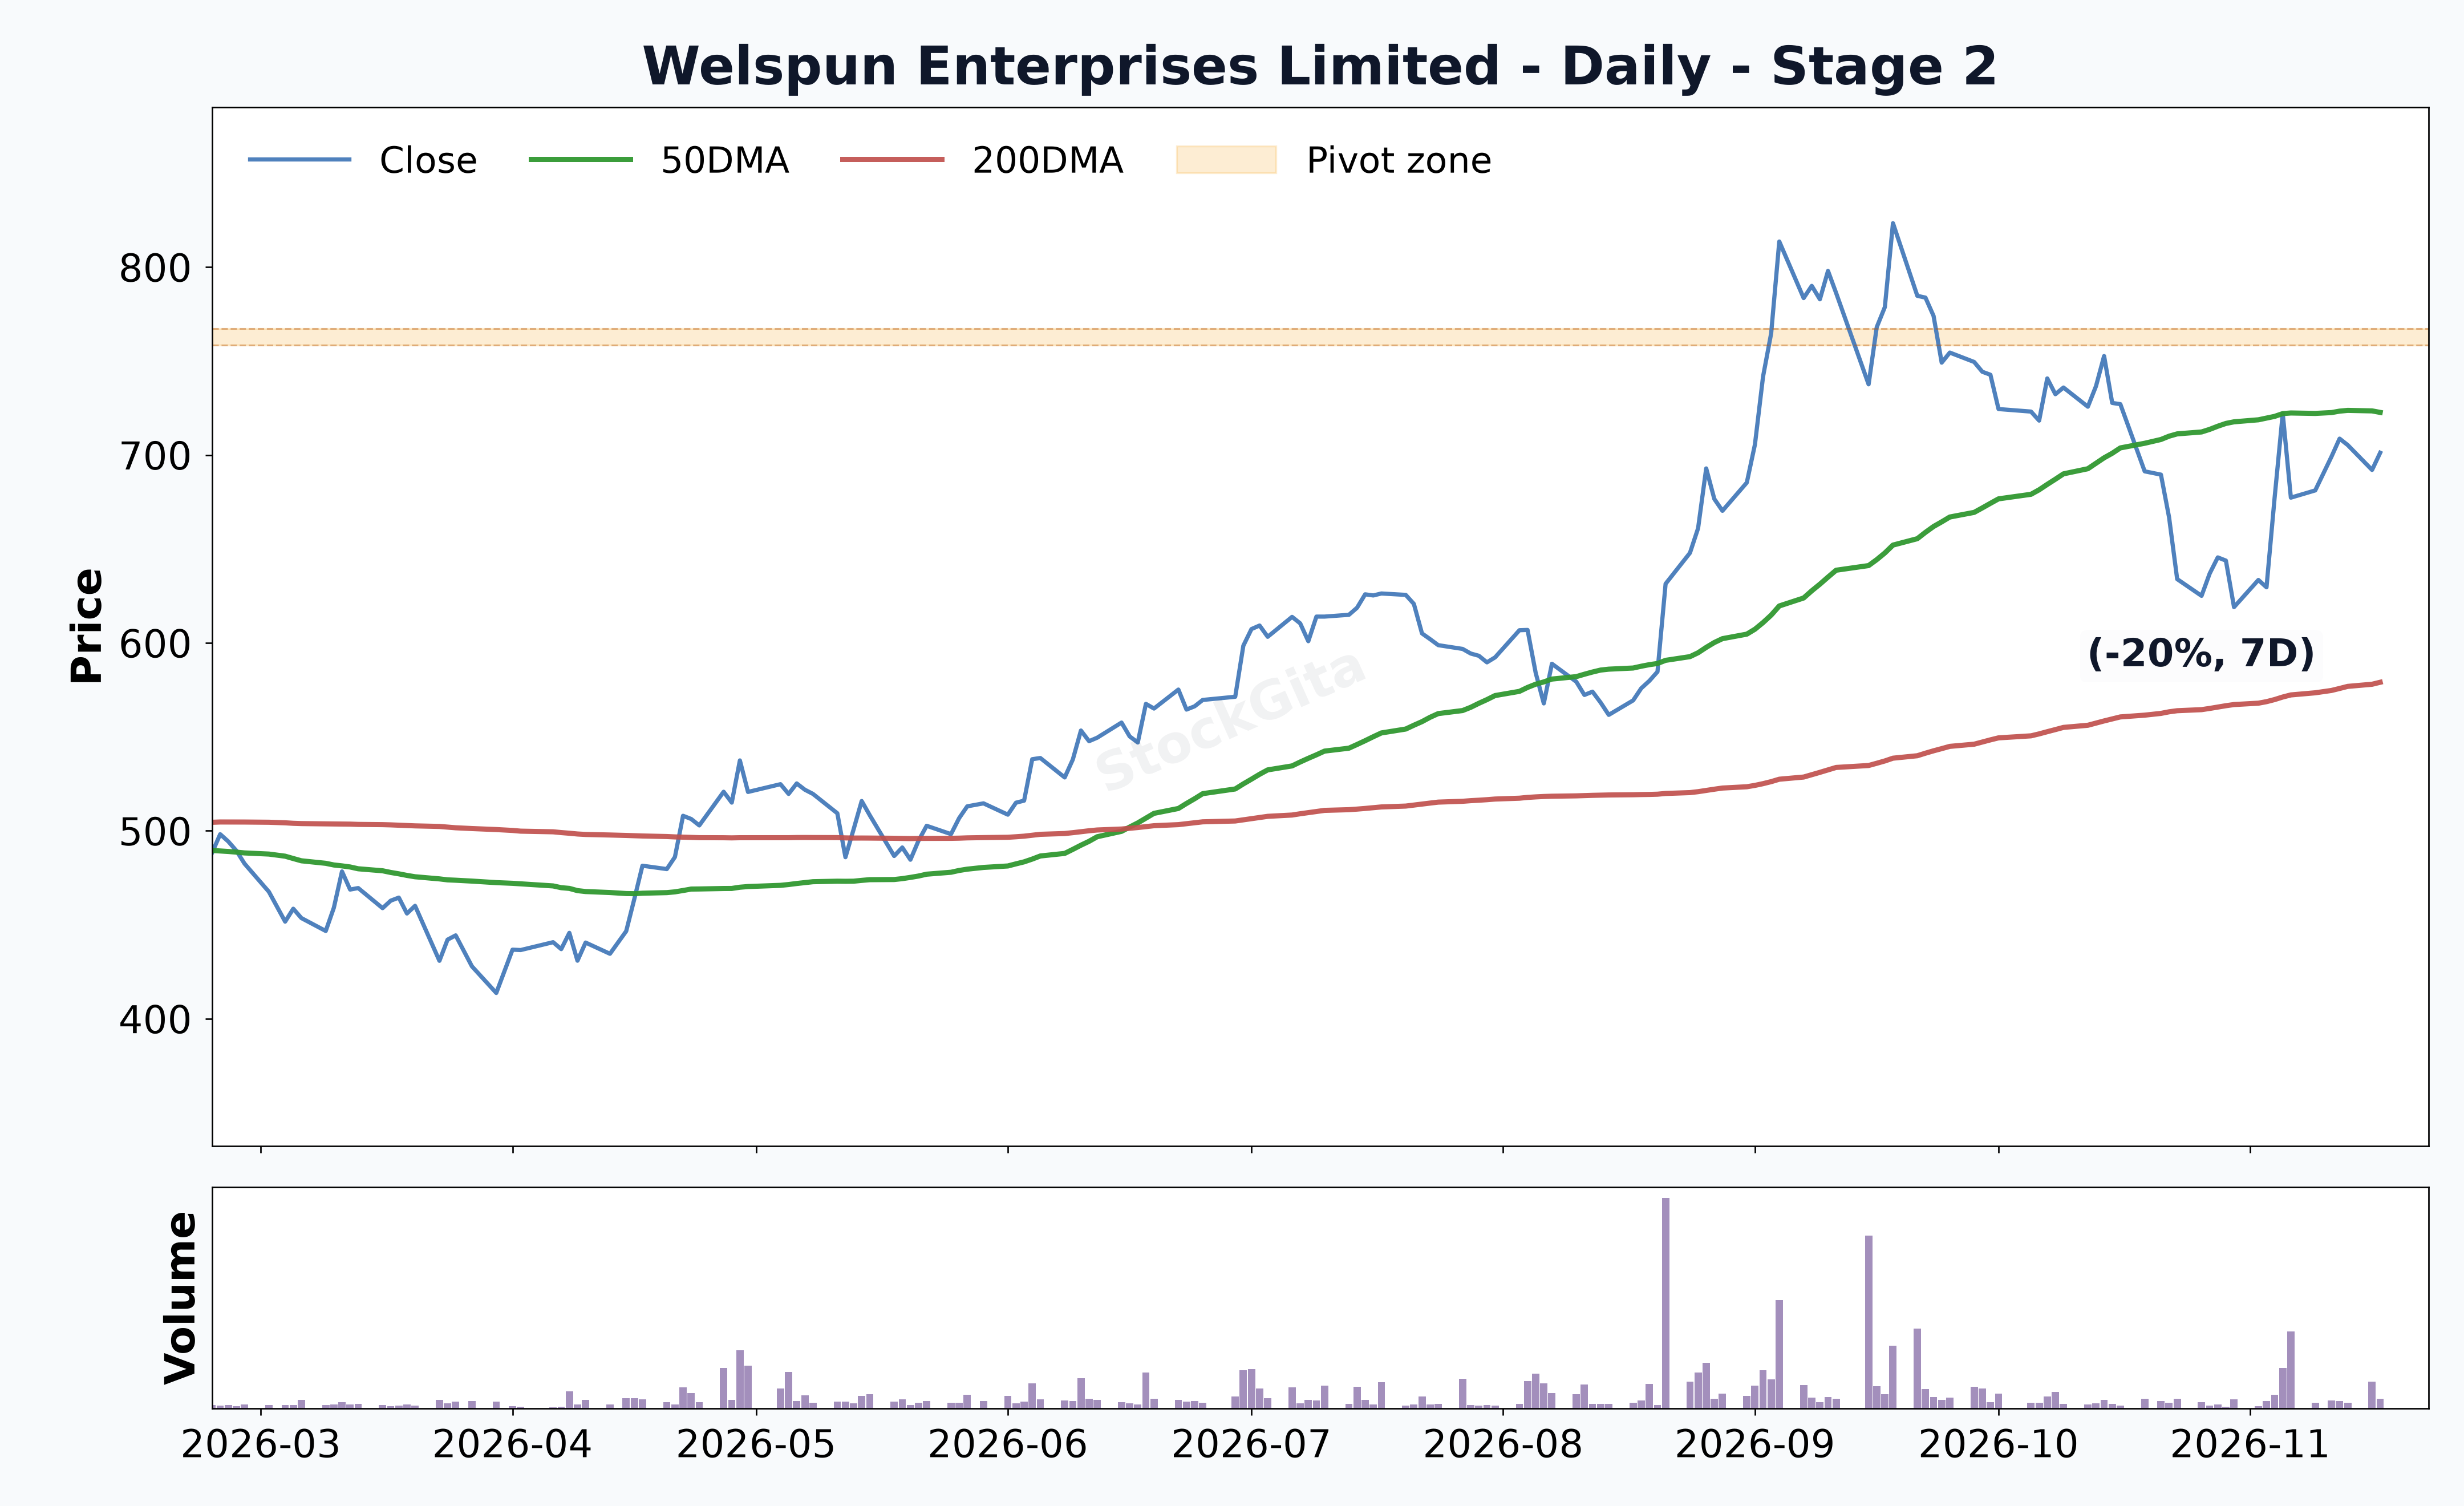 Welspun Enterprises Limited - Daily - Stage 2
Close 50DMA 200DMA Pivot zone
800
700
600
500
400
Price
StockGita
(-20%, 7D)
Volume
2026-03 2026-04 2026-05 2026-06 2026-07 2026-08 2026-09 2026-10 2026-11